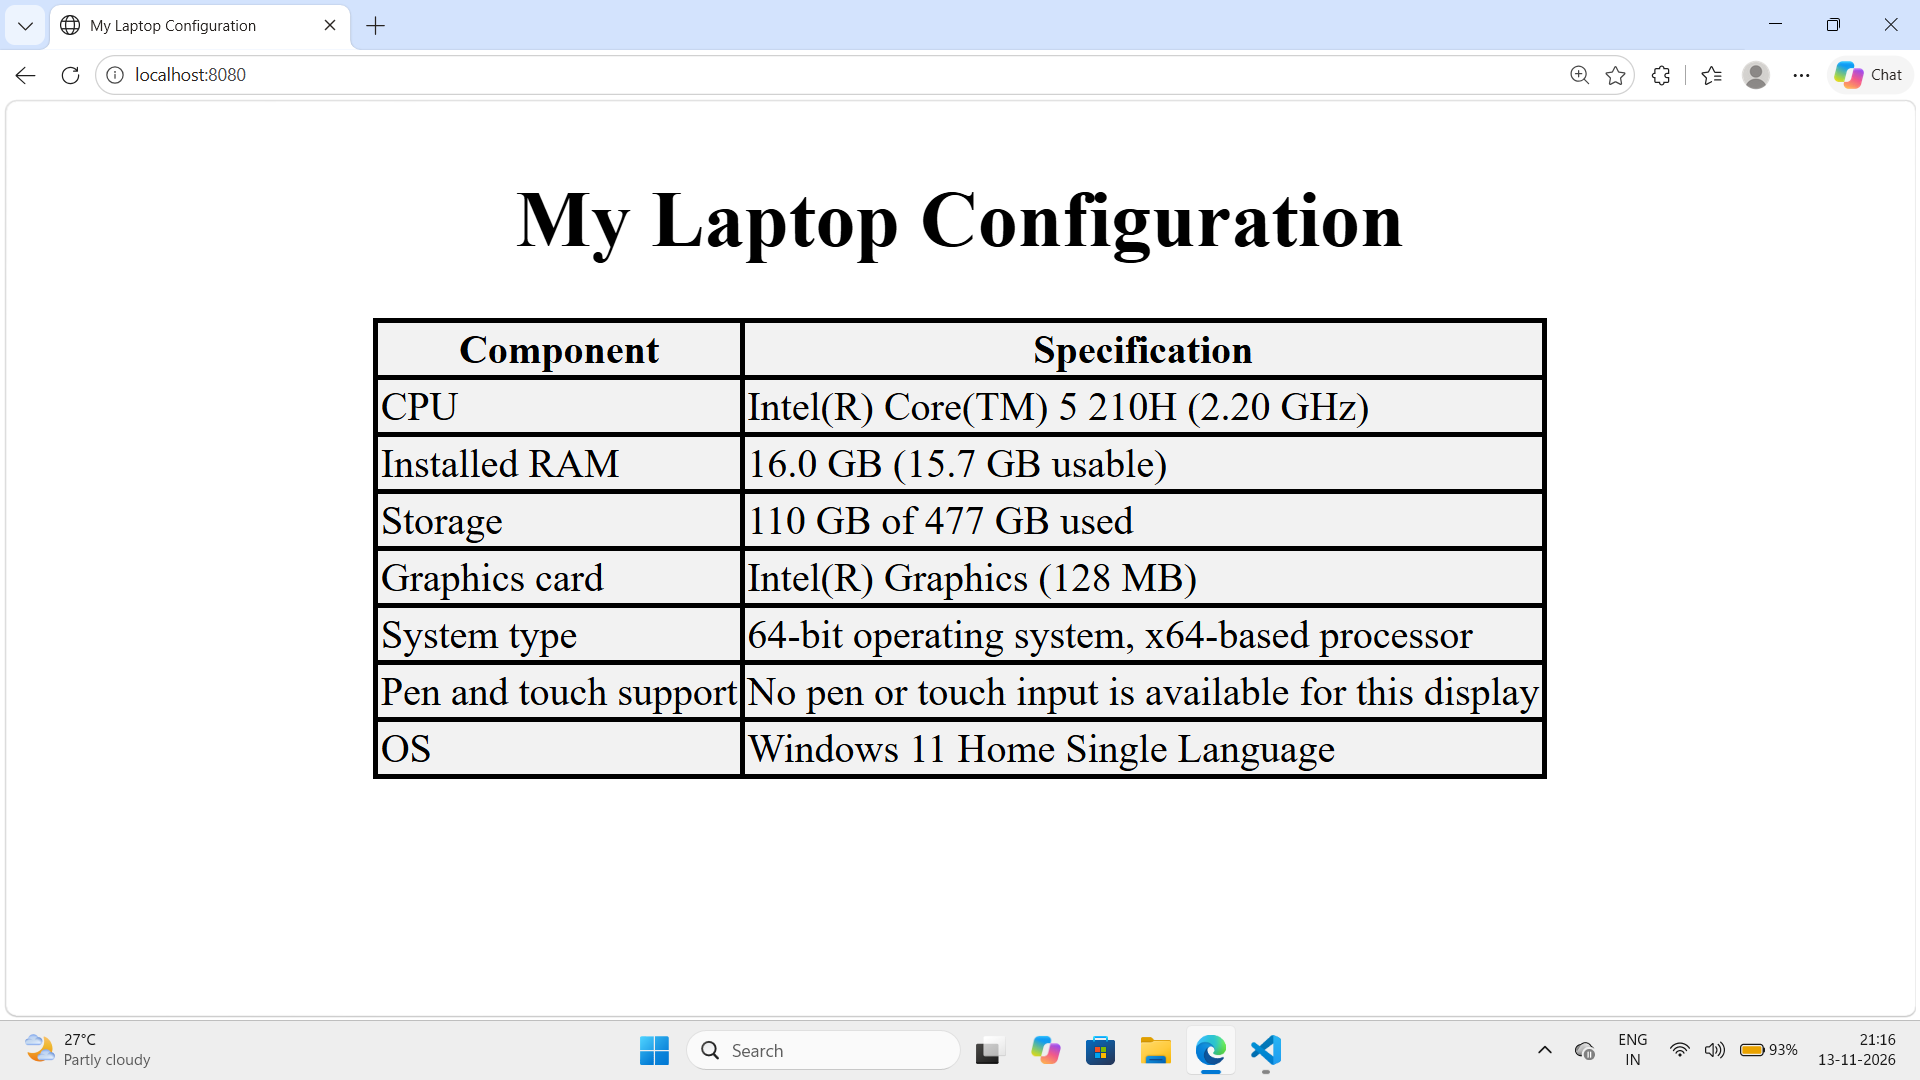 My Laptop Configuration
localhost:8080
Chat
My Laptop Configuration
Component Specification
CPU Intel(R) Core(TM) 5 210H (2.20 GHz)
Installed RAM 16.0 GB (15.7 GB usable)
Storage 110 GB of 477 GB used
Graphics card Intel(R) Graphics (128 MB)
System type 64-bit operating system, x64-based processor
Pen and touch support No pen or touch input is available for this display
OS Windows 11 Home Single Language
27°C
Partly cloudy
Search
ENG
IN
93%
21:16
13-11-2026